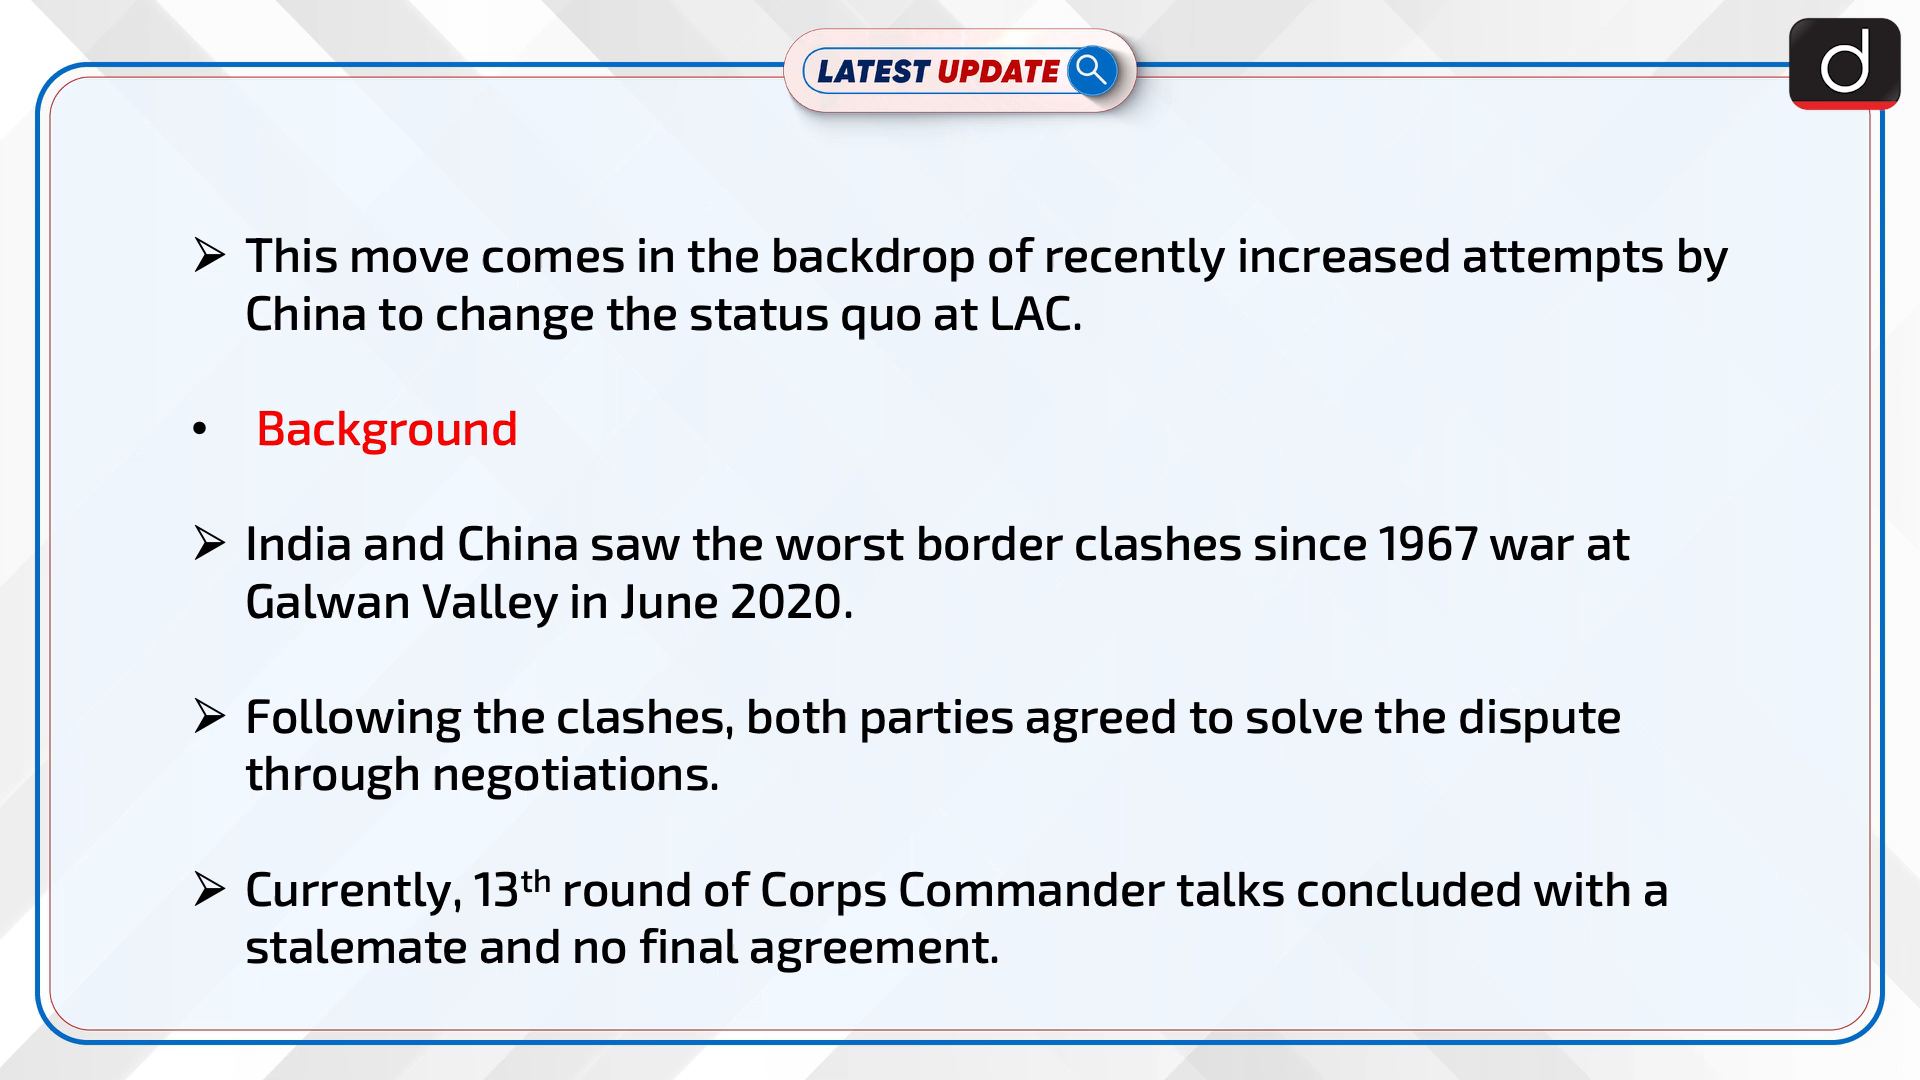 LATEST UPDATE
d
➢ This move comes in the backdrop of recently increased attempts by
China to change the status quo at LAC.
• Background
➢ India and China saw the worst border clashes since 1967 war at
Galwan Valley in June 2020.
➢ Following the clashes, both parties agreed to solve the dispute
through negotiations.
➢ Currently, 13th round of Corps Commander talks concluded with a
stalemate and no final agreement.